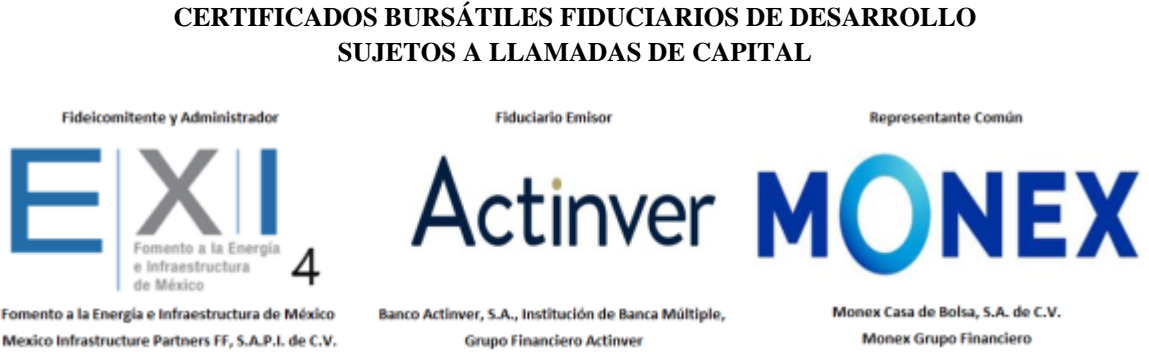 CERTIFICADOS BURSÁTILES FIDUCIARIOS DE DESARROLLO
SUJETOS A LLAMADAS DE CAPITAL
Fideicomitente y Administrador
EXI
Fomento a la Energía
e Infraestructura
de México
4
Fomento a la Energía e Infraestructura de México
Mexico Infrastructure Partners FF, S.A.P.I. de C.V.
Fiduciario Emisor
Actinver
Banco Actinver, S.A., Institución de Banca Múltiple,
Grupo Financiero Actinver
Representante Común
MONEX
Monex Casa de Bolsa, S.A. de C.V.
Monex Grupo Financiero